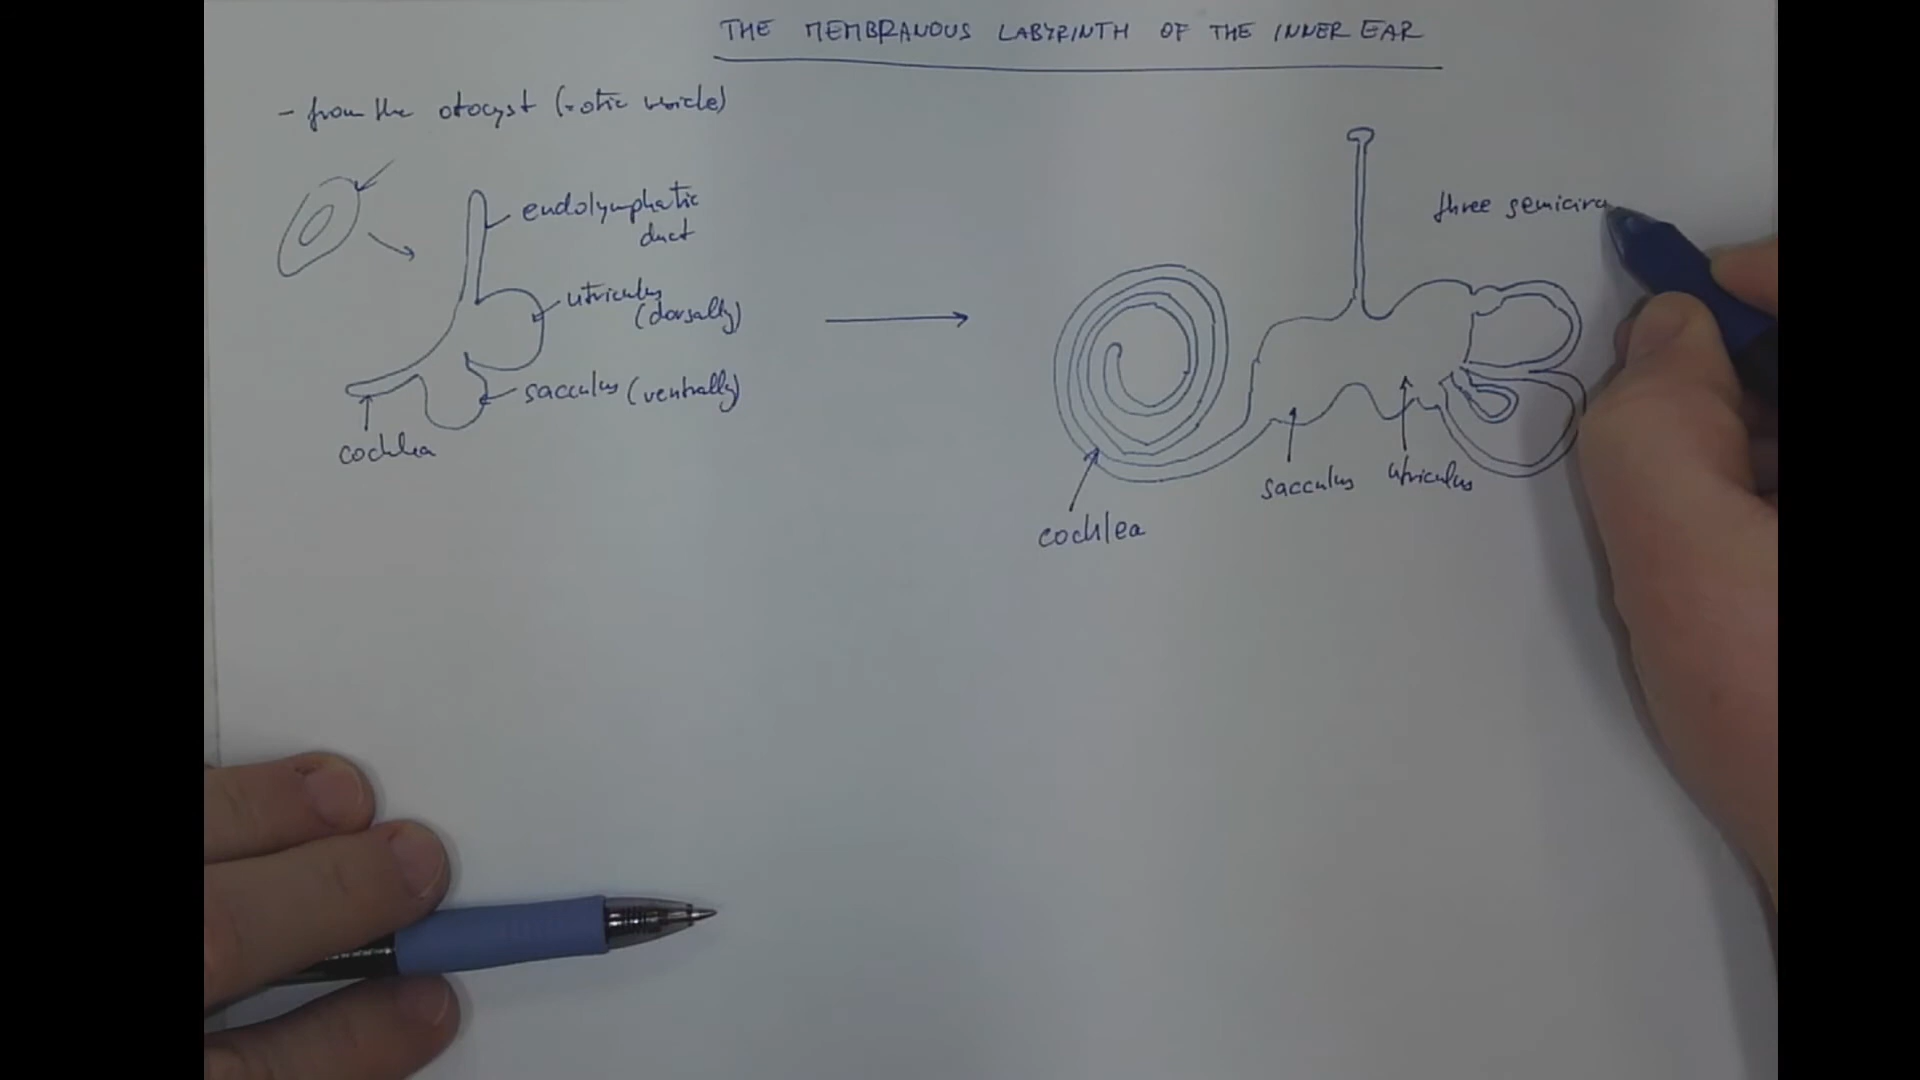 THE MEMBRANOUS LABYRINTH OF THE INNER EAR
- from the otocyst (= otic vesicle)
endolymphatic
duct
utriculus
(dorsally)
sacculus (ventrally)
cochlea
three semicirc
sacculus
utriculus
cochlea